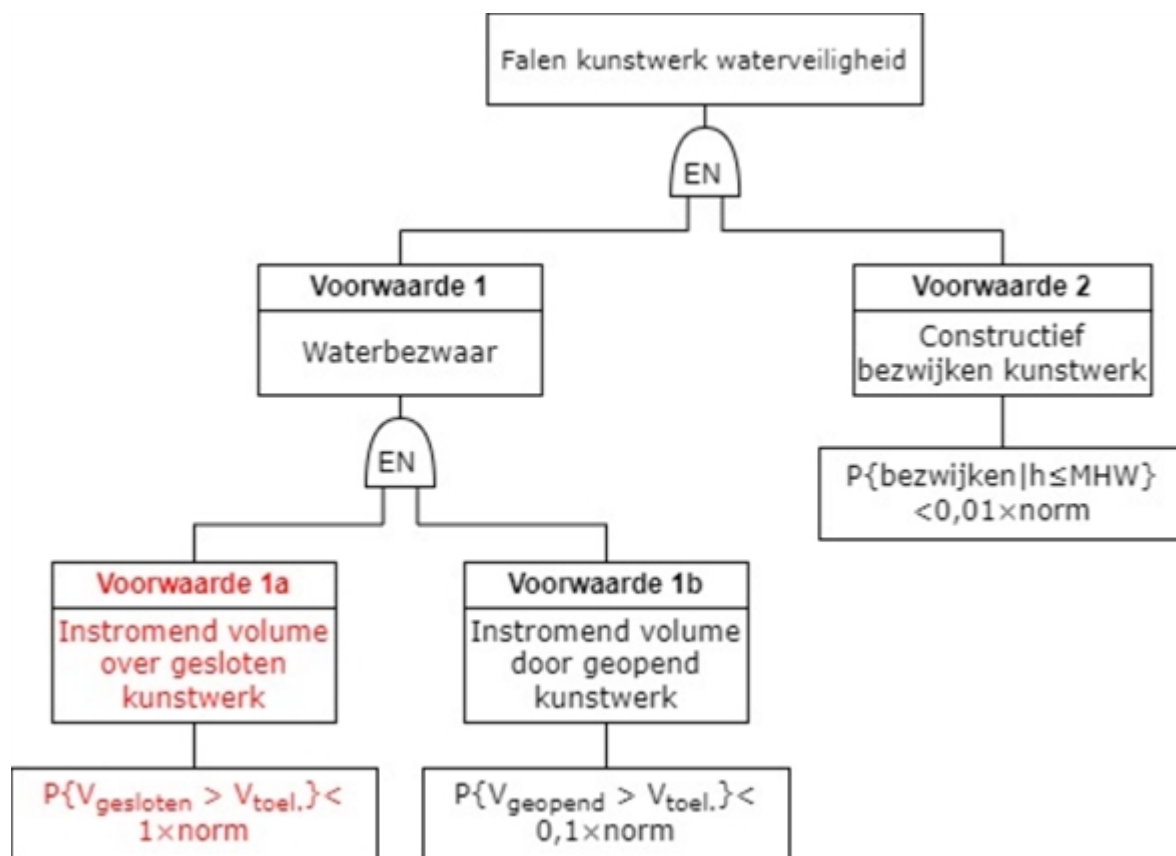 Falen kunstwerk waterveiligheid
EN
Voorwaarde 1
Waterbezwaar
Voorwaarde 2
Constructief
bezwijken kunstwerk
EN
P{bezwijken|h≤MHW}
<0,01×norm
Voorwaarde 1a
Instromend volume
over gesloten
kunstwerk
Voorwaarde 1b
Instromend volume
door geopend
kunstwerk
P{Vgesloten > Vtoel.}<
1×norm
P{Vgeopend > Vtoel.}<
0,1×norm